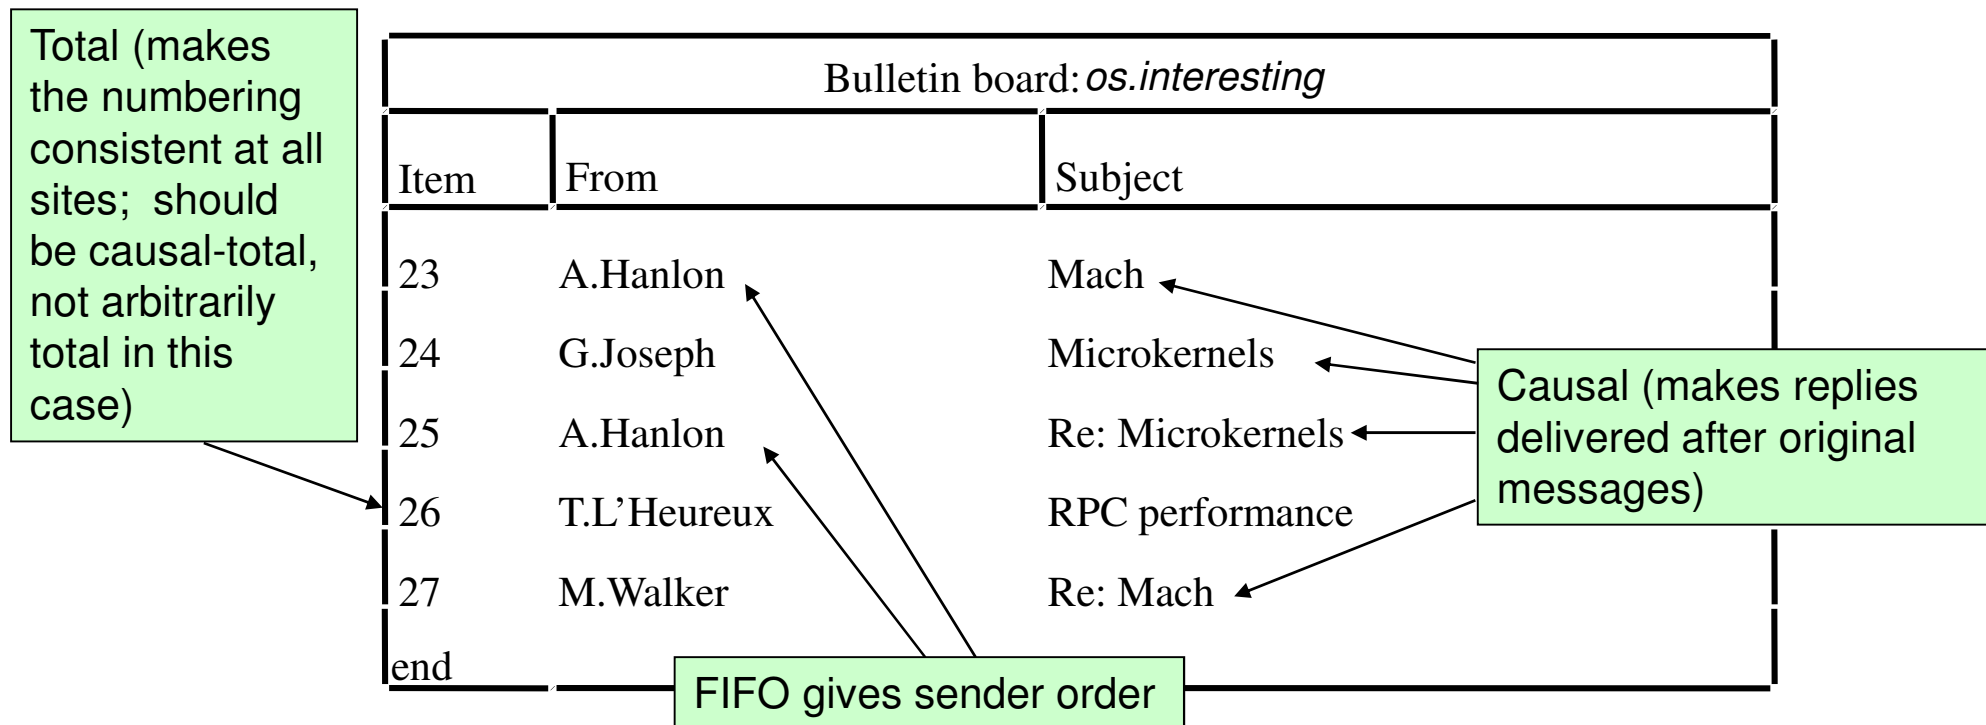 Total (makes
the numbering
consistent at all
sites; should
be causal-total,
not arbitrarily
total in this
case)
Bulletin board: os.interesting
Item From Subject
23 A.Hanlon Mach
24 G.Joseph Microkernels
25 A.Hanlon Re: Microkernels
26 T.L’Heureux RPC performance
27 M.Walker Re: Mach
end
Causal (makes replies
delivered after original
messages)
FIFO gives sender order